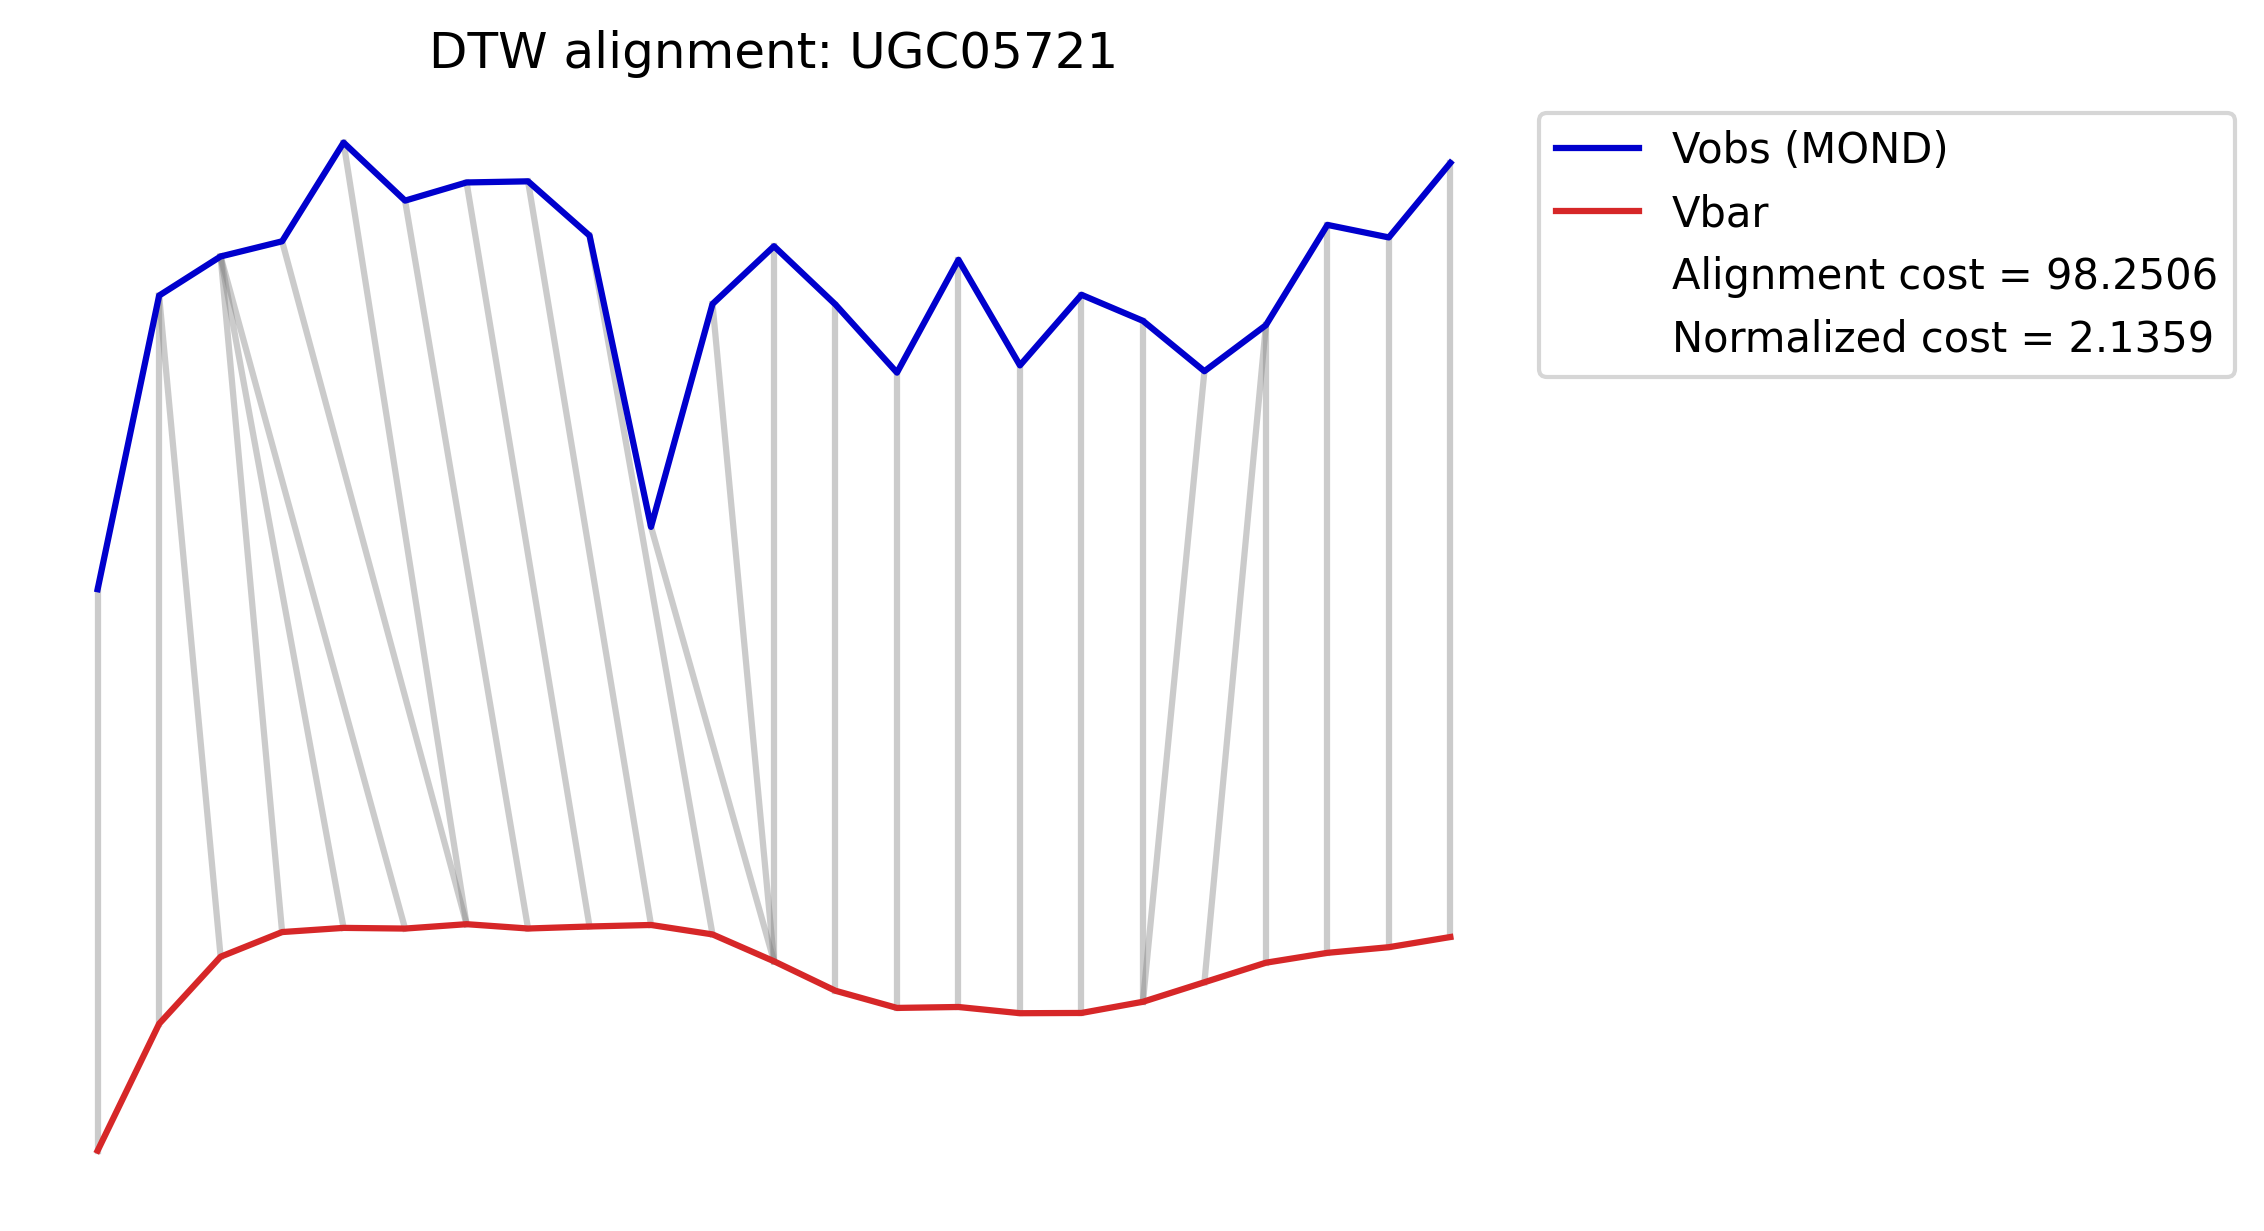 DTW alignment: UGC05721
Vobs (MOND)
Vbar
Alignment cost = 98.2506
Normalized cost = 2.1359